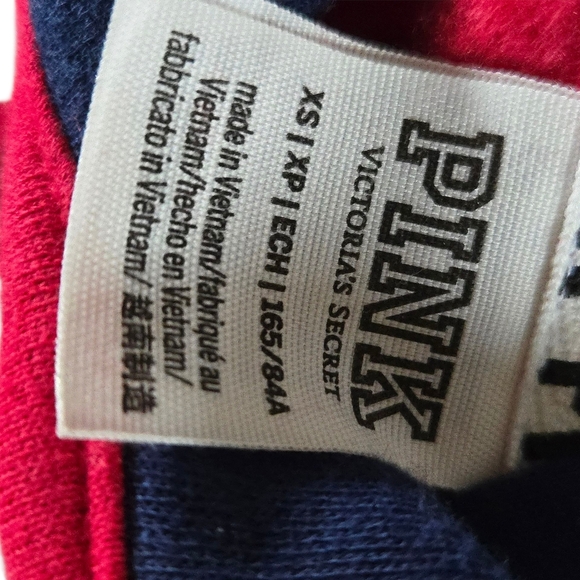 PINK
VICTORIA'S SECRET
XS | XP | ECH | 165/84A
made in Vietnam/fabriqué au
Vietnam/hecho en Vietnam/
fabbricato in Vietnam/ 越南制造